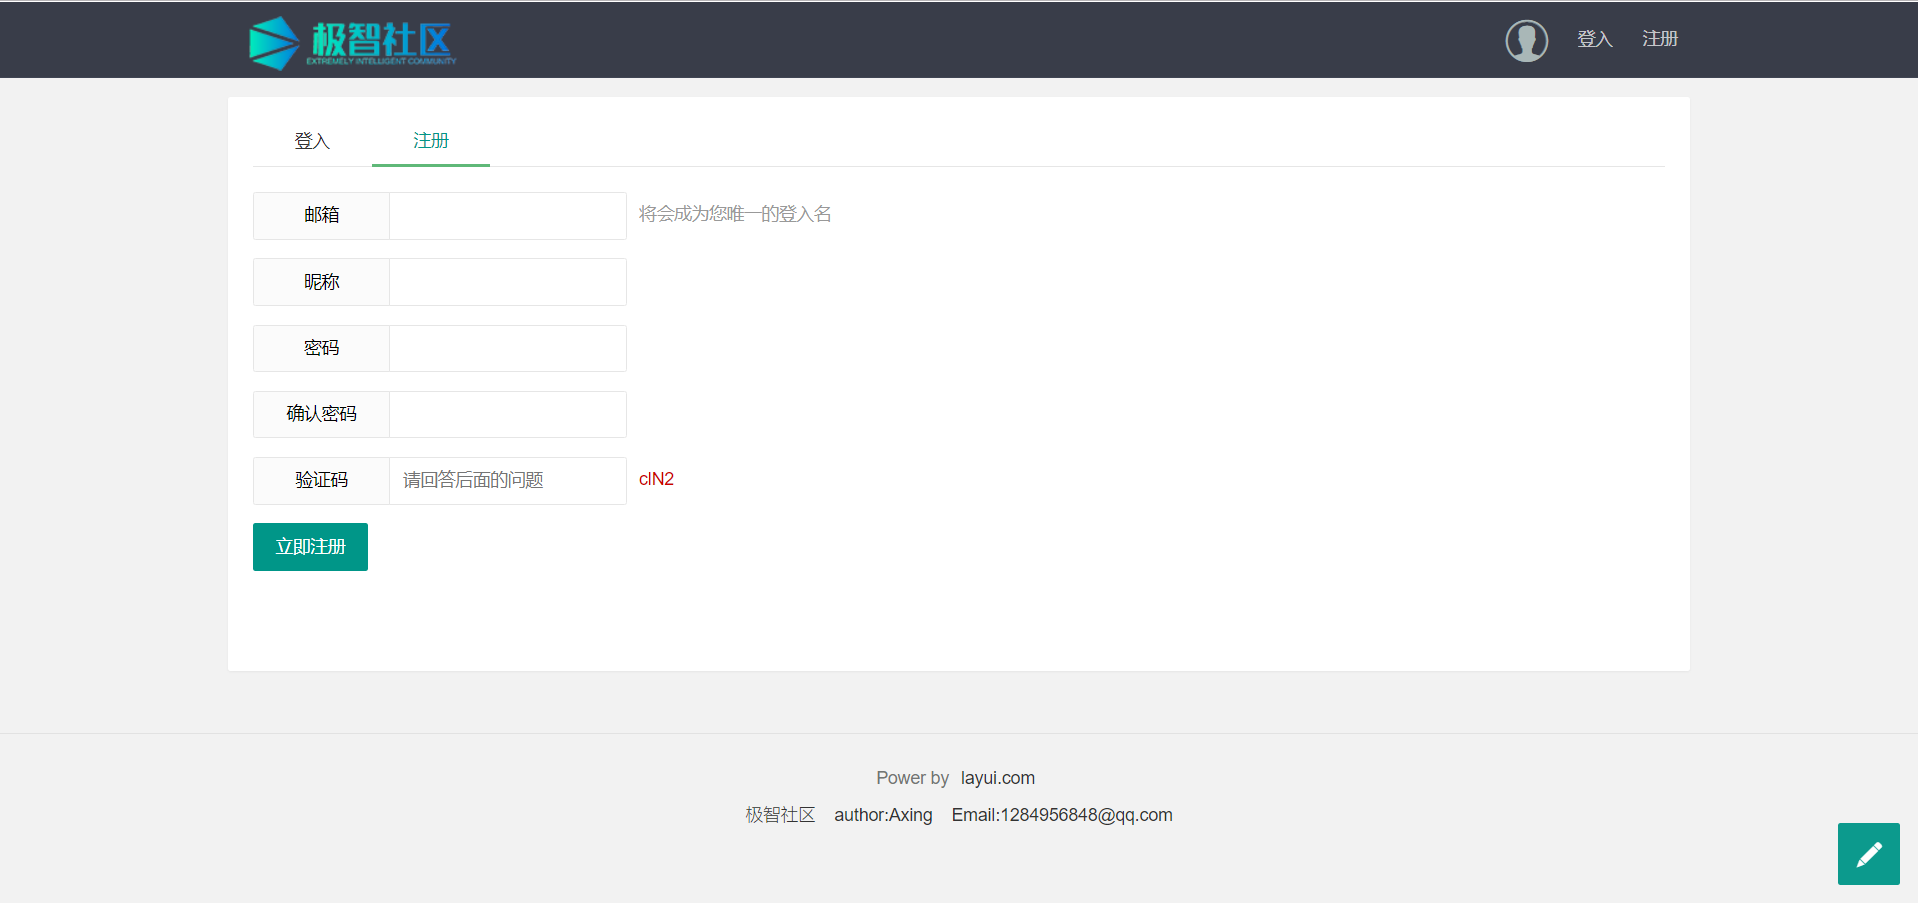 极智社区
EXTREMELY INTELLIGENT COMMUNITY
登入 注册
登入 注册
邮箱 将会成为您唯一的登入名
昵称
密码
确认密码
验证码 请回答后面的问题 clN2
立即注册
Power by layui.com
极智社区 author:Axing Email:1284956848@qq.com